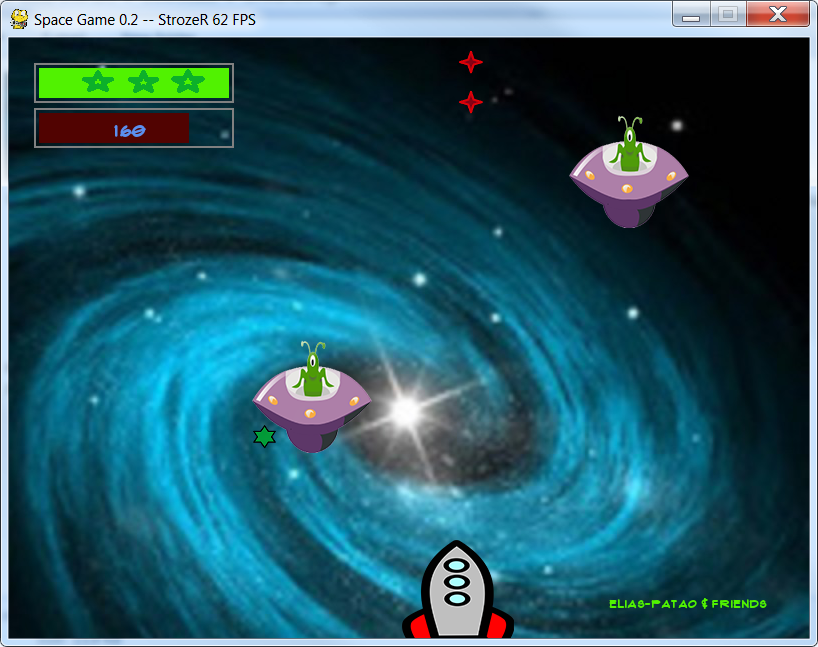 Space Game 0.2 -- StrozeR 62 FPS
160
ELIAS-PATAO & FRIENDS